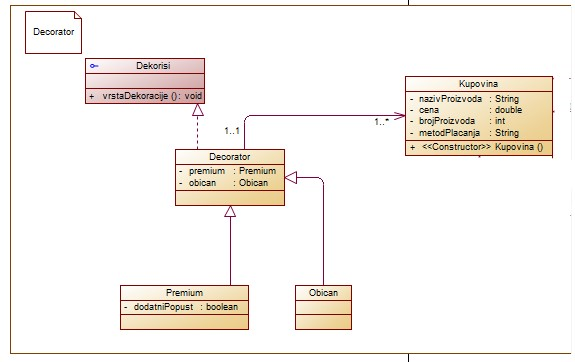 Decorator
Dekorisi
+ vrstaDekoracije () : void
Kupovina
- nazivProizvoda : String
- cena : double
- brojProizvoda : int
- metodPlacanja : String
+ <<Constructor>> Kupovina ()
1..1
1..*
Decorator
- premium : Premium
- obican : Obican
Premium
- dodatniPopust : boolean
Obican